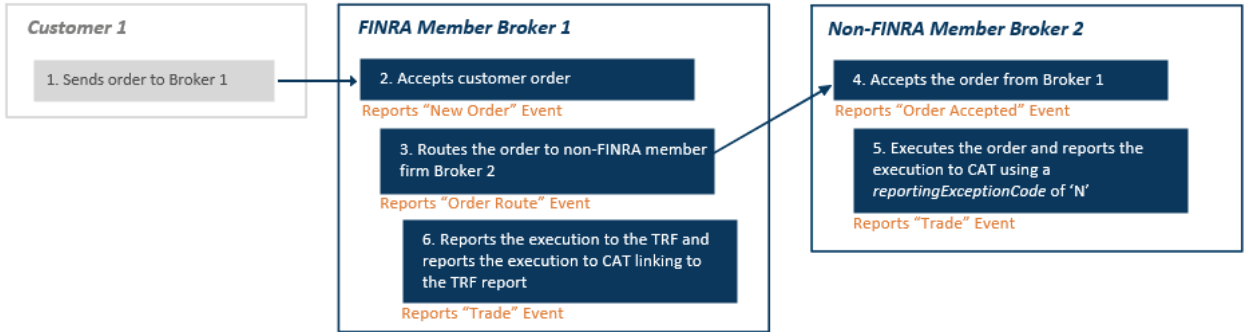 Customer 1
1. Sends order to Broker 1
FINRA Member Broker 1
2. Accepts customer order
Reports “New Order” Event
3. Routes the order to non-FINRA member
firm Broker 2
Reports “Order Route” Event
6. Reports the execution to the TRF and
reports the execution to CAT linking to
the TRF report
Reports “Trade” Event
Non-FINRA Member Broker 2
4. Accepts the order from Broker 1
Reports “Order Accepted” Event
5. Executes the order and reports the
execution to CAT using a
reportingExceptionCode of ‘N’
Reports “Trade” Event